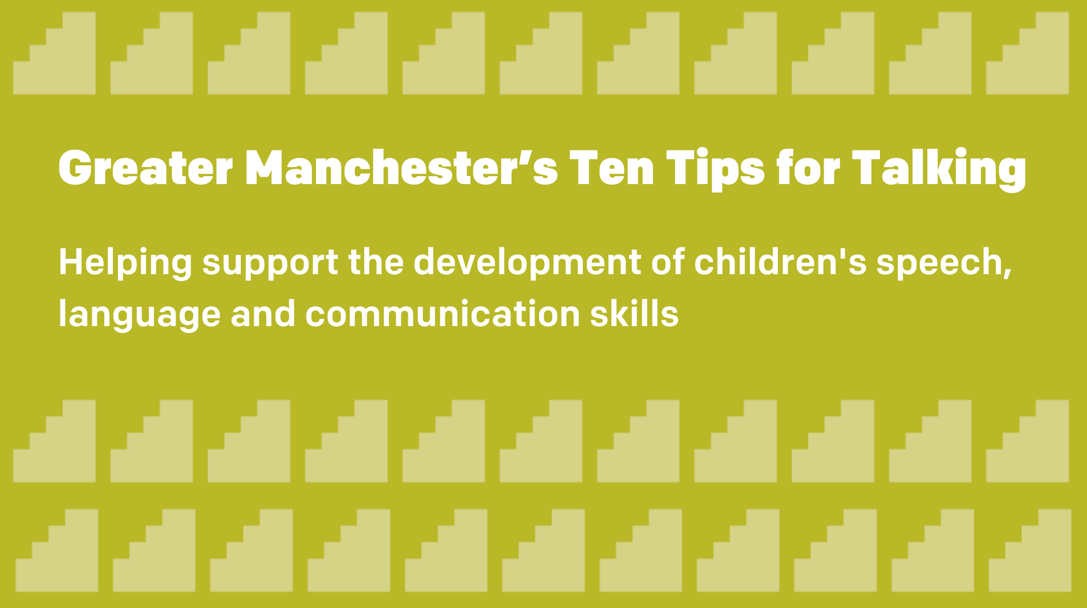 Greater Manchester’s Ten Tips for Talking
Helping support the development of children's speech,
language and communication skills